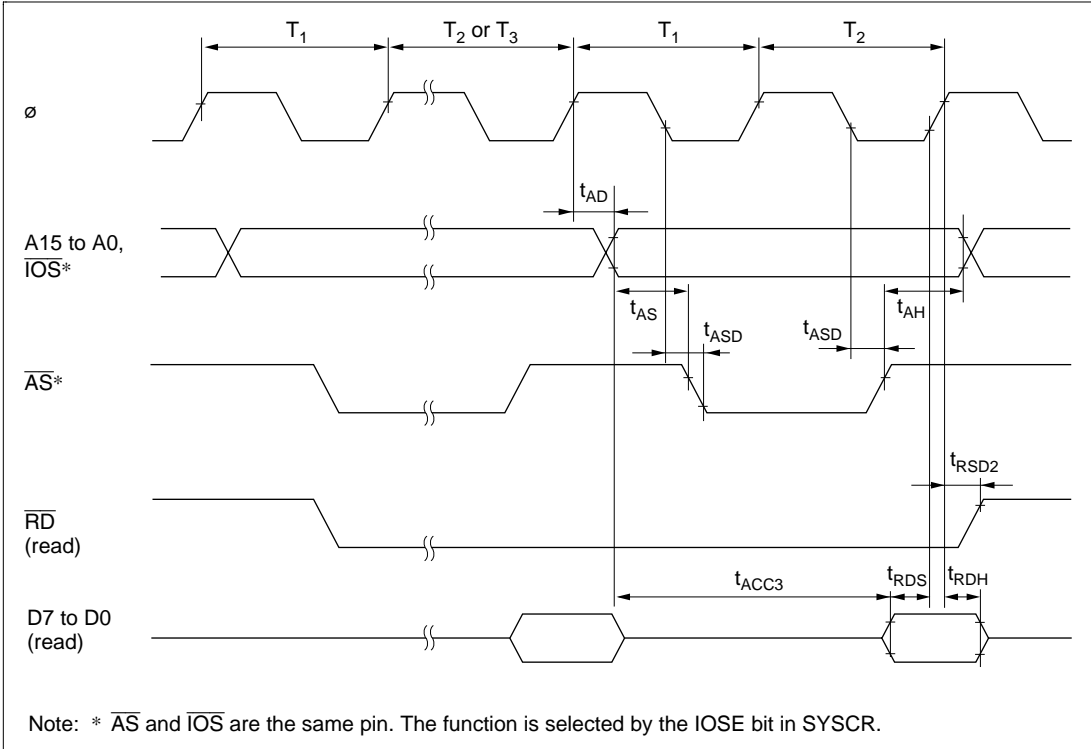 T1 T2 or T3 T1 T2
ø
tAD
A15 to A0,
IOS*
tAS tASD tASD tAH
AS*
tRSD2
RD
(read)
tACC3 tRDS tRDH
D7 to D0
(read)
Note: * AS and IOS are the same pin. The function is selected by the IOSE bit in SYSCR.